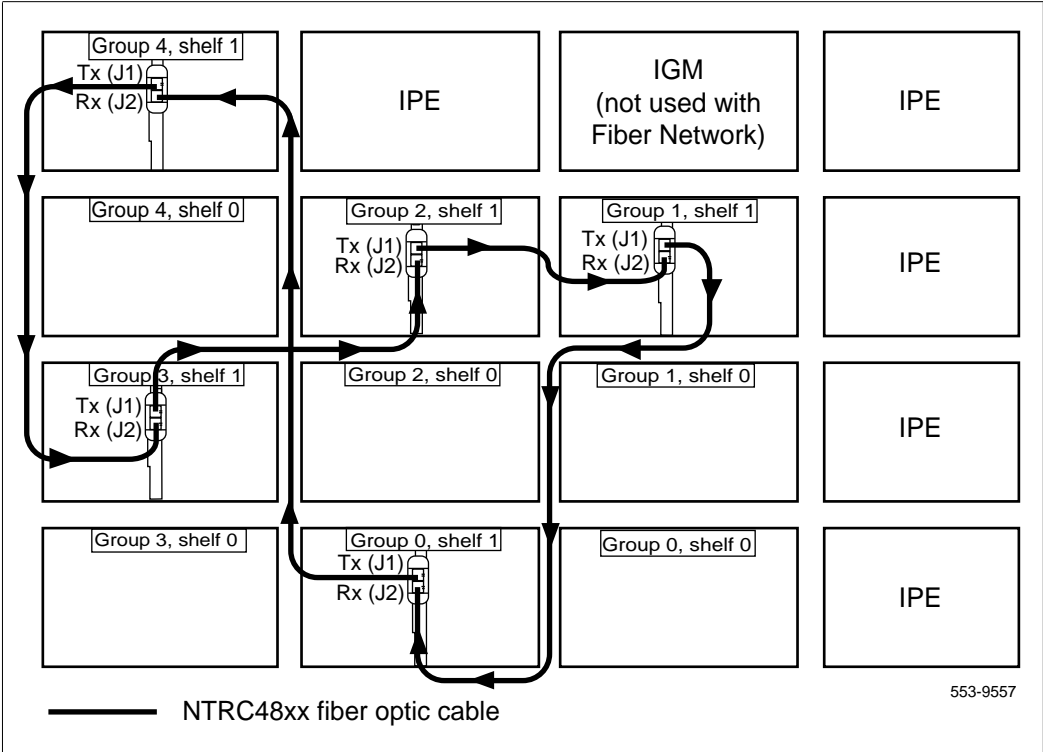 Group 4, shelf 1
Tx (J1)
Rx (J2)
IPE
IGM
(not used with
Fiber Network)
IPE
Group 4, shelf 0
Group 2, shelf 1
Tx (J1)
Rx (J2)
Group 1, shelf 1
Tx (J1)
Rx (J2)
IPE
Group 3, shelf 1
Tx (J1)
Rx (J2)
Group 2, shelf 0
Group 1, shelf 0
IPE
Group 3, shelf 0
Group 0, shelf 1
Tx (J1)
Rx (J2)
Group 0, shelf 0
IPE
553-9557
NTRC48xx fiber optic cable